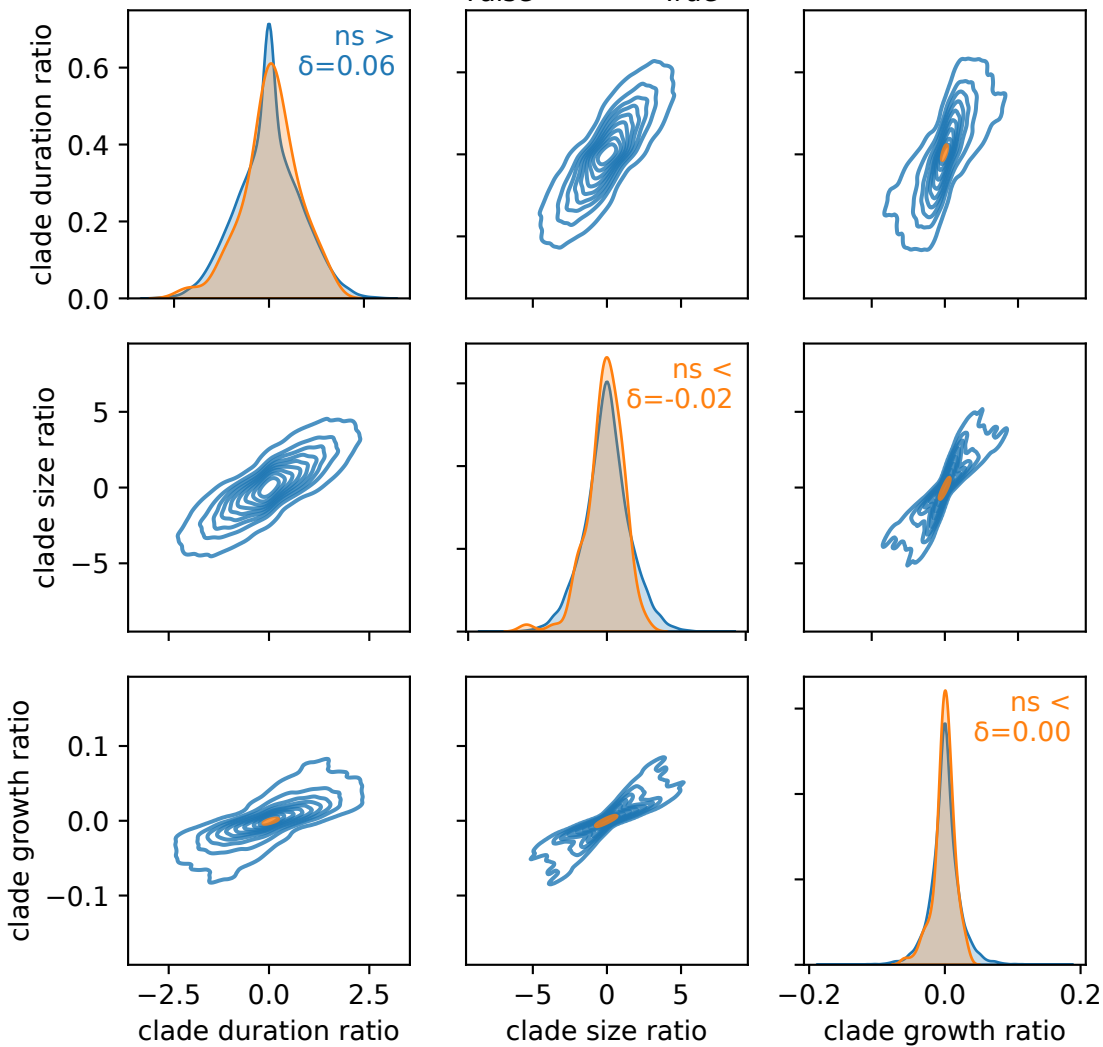 clade duration ratio
0.6
0.4
0.2
0.0
ns >
δ=0.06
clade size ratio
5
0
−5
ns <
δ=-0.02
clade growth ratio
0.1
0.0
−0.1
ns <
δ=0.00
−2.5 0.0 2.5
−5 0 5
−0.2 0.0 0.2
clade duration ratio
clade size ratio
clade growth ratio